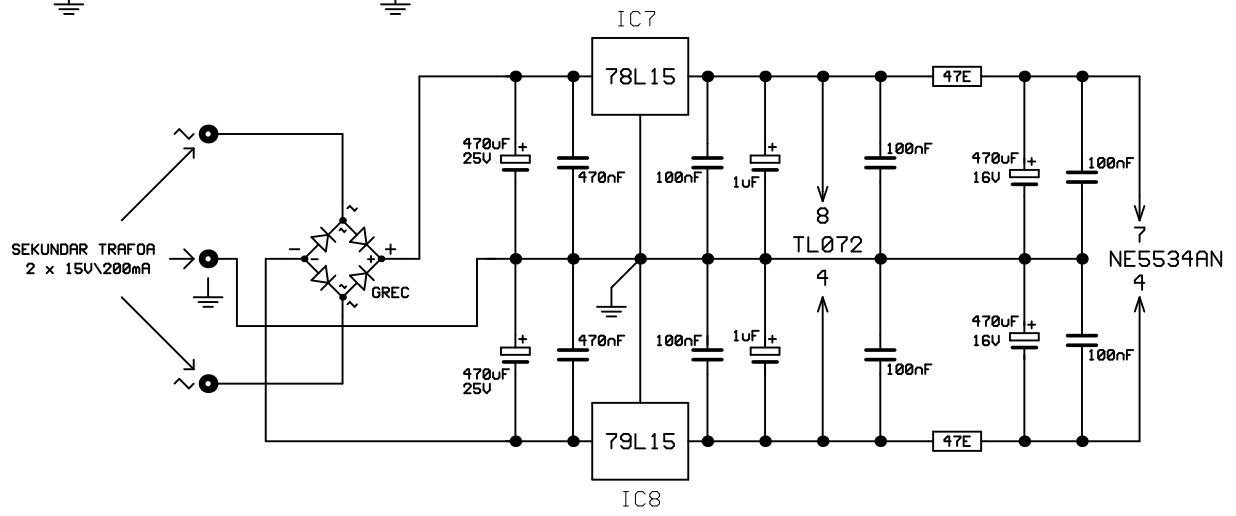 IC7
78L15
47E
470uF
25V
+
470nF
100nF
1uF
+
100nF
470uF
16V
+
100nF
8
7
TL072
NE5534AN
4
4
SEKUNDAR TRAFOA
2 x 15V\200mA
~
~
~
~
~
~
-
-
+
+
GREC
470uF
25V
+
470nF
100nF
1uF
+
100nF
470uF
16V
+
100nF
79L15
47E
IC8